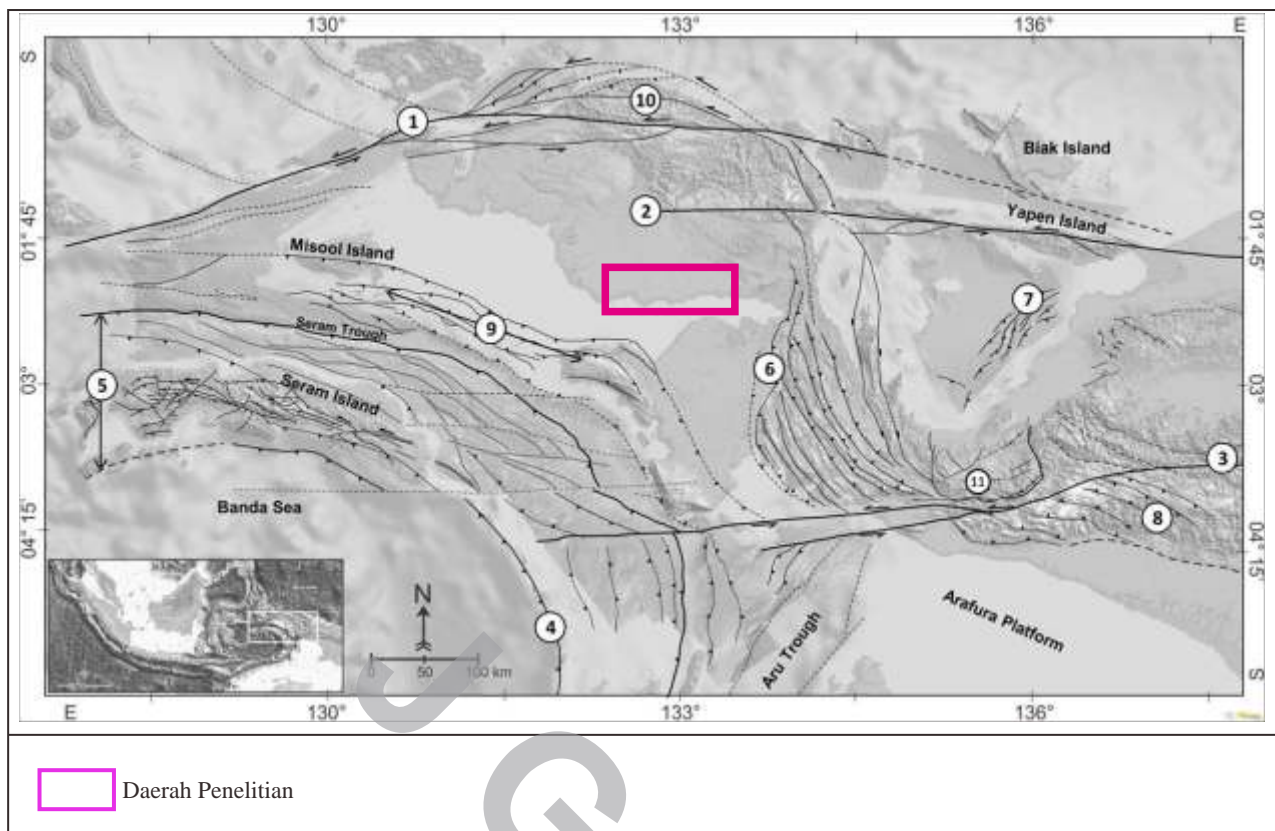 130° 133° 136° E
S
10
1
Biak Island
2
Yapen Island
01° 45'
01° 45'
Misool Island
7
9
Seram Trough
6
5
03°
03°
Seram Island
3
11
8
Banda Sea
04° 15'
04° 15'
N
Arafura Platform
4
Aru Trough
0 50 100 km
S
E 130° 133° 136°
Daerah Penelitian